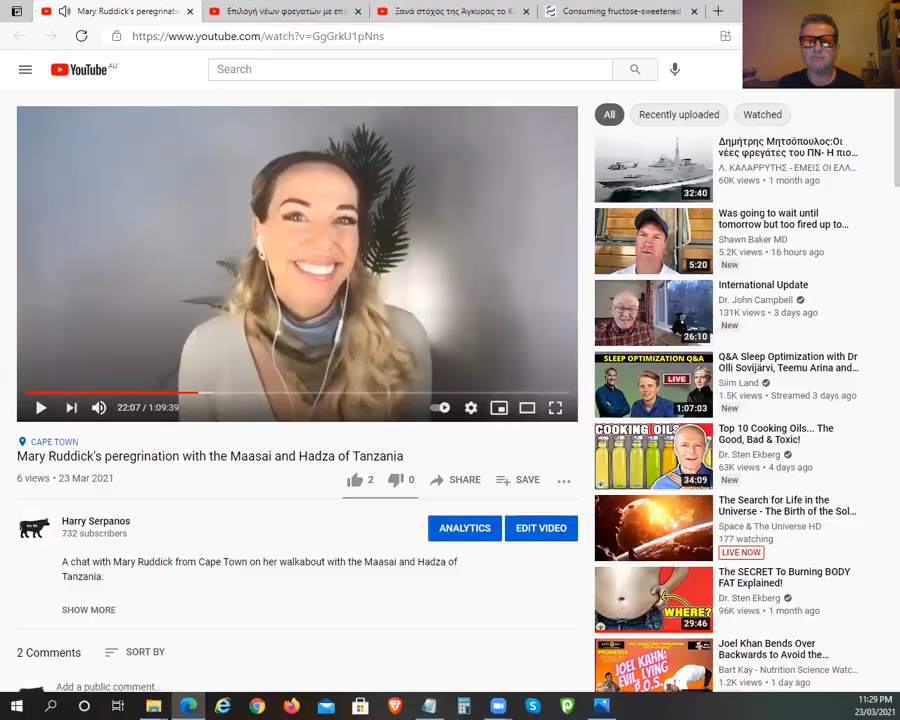 Mary Ruddick's peregrination
Επιλογή νέων φρεγατών με επι
Ξανά στόχος της Άγκυρας το Κ
Consuming fructose-sweetened
https://www.youtube.com/watch?v=GgGrkU1pNns
YouTube AU
Search
All
Recently uploaded
Watched
22:07 / 1:09:39
CAPE TOWN
Mary Ruddick's peregrination with the Maasai and Hadza of Tanzania
6 views • 23 Mar 2021
2
0
SHARE
SAVE
Harry Serpanos
732 subscribers
ANALYTICS
EDIT VIDEO
A chat with Mary Ruddick from Cape Town on her walkabout with the Maasai and Hadza of
Tanzania.
SHOW MORE
2 Comments
SORT BY
Add a public comment...
32:40
Δημήτρης Μητσόπουλος:Οι
νέες φρεγάτες του ΠΝ- Η πιο...
Λ. ΚΑΛΑΡΡΥΤΗΣ - ΕΜΕΙΣ ΟΙ ΕΛΛ...
60K views • 1 month ago
5:20
Was going to wait until
tomorrow but too fired up to...
Shawn Baker MD
5.2K views • 16 hours ago
New
26:10
International Update
Dr. John Campbell
131K views • 3 days ago
New
SLEEP OPTIMIZATION Q&A
LIVE
1:07:03
Q&A Sleep Optimization with Dr
Olli Sovijärvi, Teemu Arina and...
Siim Land
1.5K views • Streamed 3 days ago
New
COOKING OILS
34:09
Top 10 Cooking Oils... The
Good, Bad & Toxic!
Dr. Sten Ekberg
63K views • 4 days ago
New
The Search for Life in the
Universe - The Birth of the Sol...
Space & The Universe HD
177 watching
LIVE NOW
WHERE?
29:46
The SECRET To Burning BODY
FAT Explained!
Dr. Sten Ekberg
96K views • 1 month ago
JOEL KAHN:
EVIL, LYING
P.O.S.
Joel Khan Bends Over
Backwards to Avoid the...
Bart Kay - Nutrition Science Watc...
1.2K views • 1 day ago
11:29 PM
23/03/2021